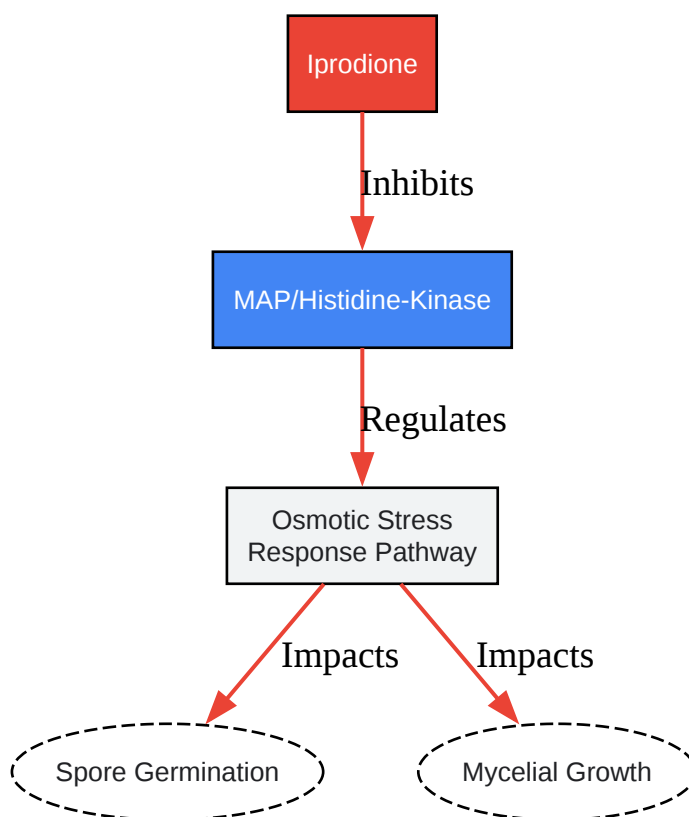 Iprodione
Inhibits
MAP/Histidine-Kinase
Regulates
Osmotic Stress
Response Pathway
Impacts
Impacts
Spore Germination
Mycelial Growth